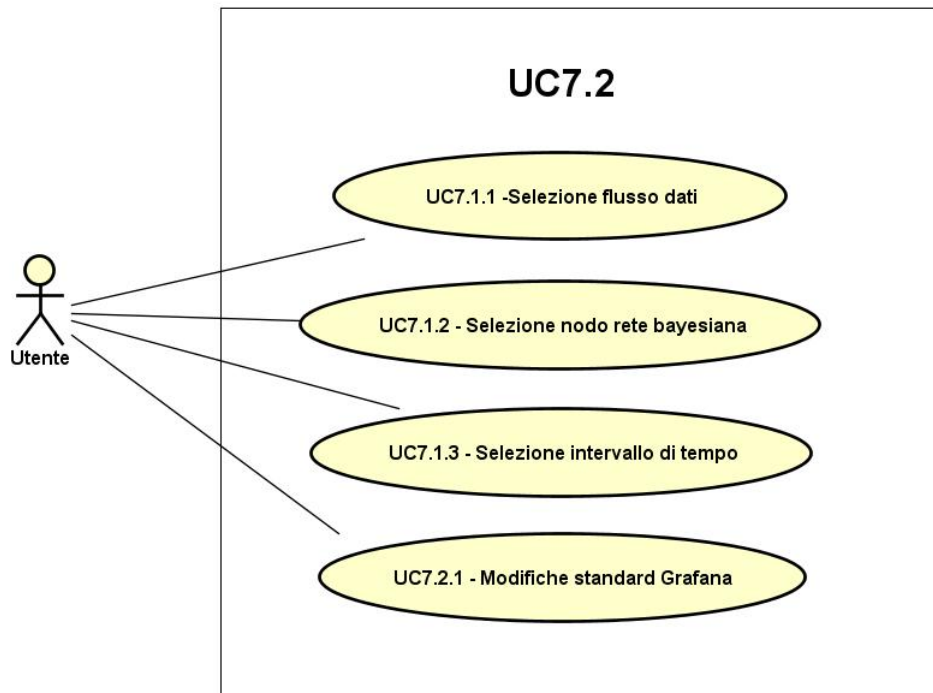 UC7.2
UC7.1.1 -Selezione flusso dati
UC7.1.2 - Selezione nodo rete bayesiana
Utente
UC7.1.3 - Selezione intervallo di tempo
UC7.2.1 - Modifiche standard Grafana